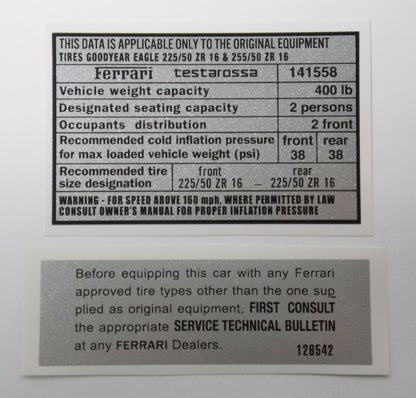 THIS DATA IS APPLICABLE ONLY TO THE ORIGINAL EQUIPMENT
TIRES GOODYEAR EAGLE 225/50 ZR 16 & 255/50 ZR 16
Ferrari testarossa 141558
Vehicle weight capacity 400 lb
Designated seating capacity 2 persons
Occupants distribution 2 front
Recommended cold inflation pressure front rear
for max loaded vehicle weight (psi) 38 38
Recommended tire front rear
size designation 225/50 ZR 16 – 225/50 ZR 16
WARNING - FOR SPEED ABOVE 160 mph, WHERE PERMITTED BY LAW
CONSULT OWNER'S MANUAL FOR PROPER INFLATION PRESSURE
Before equipping this car with any Ferrari
approved tire types other than the one sup
plied as original equipment, FIRST CONSULT
the appropriate SERVICE TECHNICAL BULLETIN
at any FERRARI Dealers.
128542